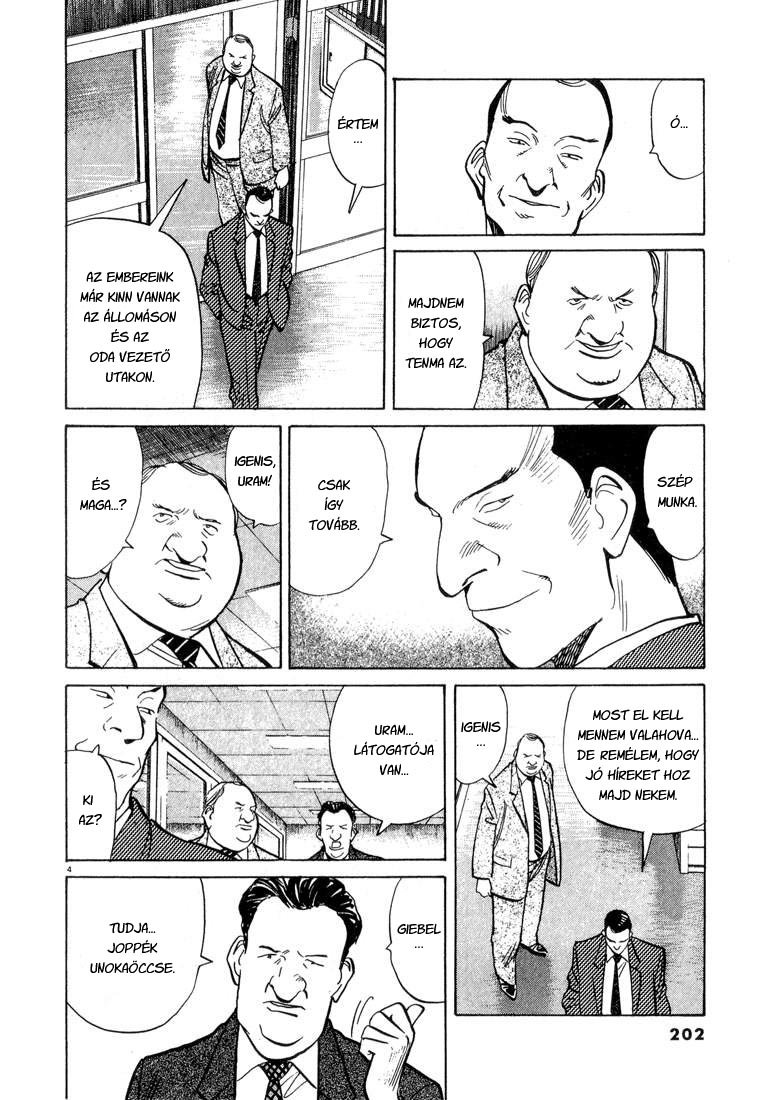 Ó...
MAJDNEM
BIZTOS,
HOGY
TENMA AZ.
ÉRTEM
...
AZ EMBEREINK
MÁR KINN VANNAK
AZ ÁLLOMÁSON
ÉS AZ
ODA VEZETŐ
UTAKON.
SZÉP
MUNKA.
CSAK
ÍGY
TOVÁBB.
IGENIS,
URAM!
ÉS
MAGA...?
MOST EL KELL
MENNEM VALAHOVA...
DE REMÉLEM, HOGY
JÓ HÍREKET HOZ
MAJD NEKEM.
IGENIS
...
URAM...
LÁTOGATÓJA
VAN...
KI
AZ?
4
GIEBEL
...
TUDJA...
JOPPÉK
UNOKAÖCCSE.
202